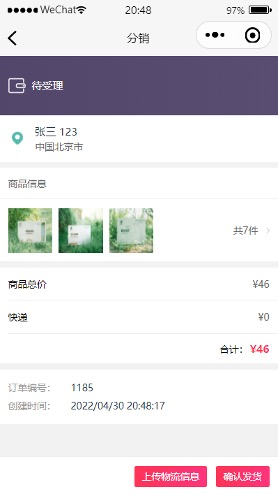 WeChat
20:48
97%
分销
待受理
张三 123
中国北京市
商品信息
共7件
商品总价 ¥46
快递 ¥0
合计: ¥46
订单编号: 1185
创建时间: 2022/04/30 20:48:17
上传物流信息 确认发货